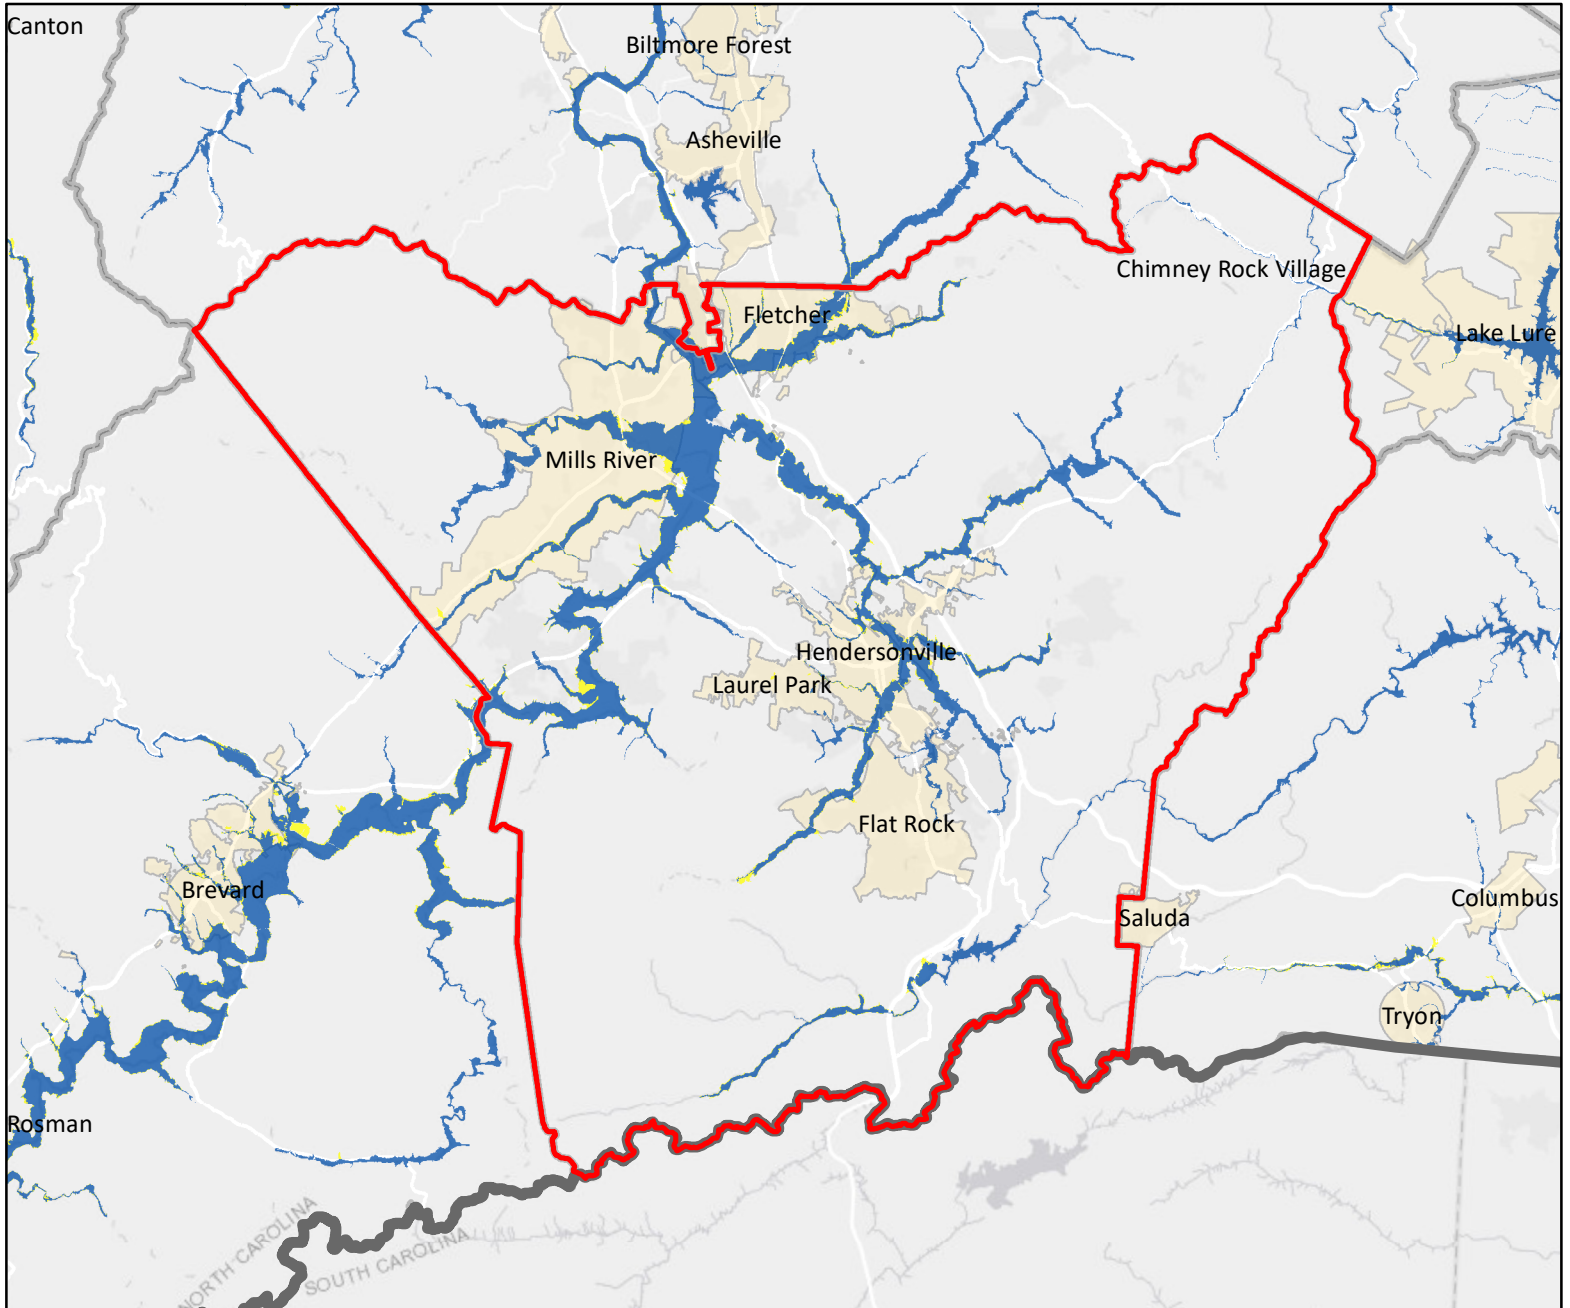 Canton
Biltmore Forest
Asheville
Chimney Rock Village
Fletcher
Lake Lure
Mills River
Hendersonville
Laurel Park
Flat Rock
Brevard
Columbus
Saluda
Tryon
Rosman
NORTH CAROLINA
SOUTH CAROLINA